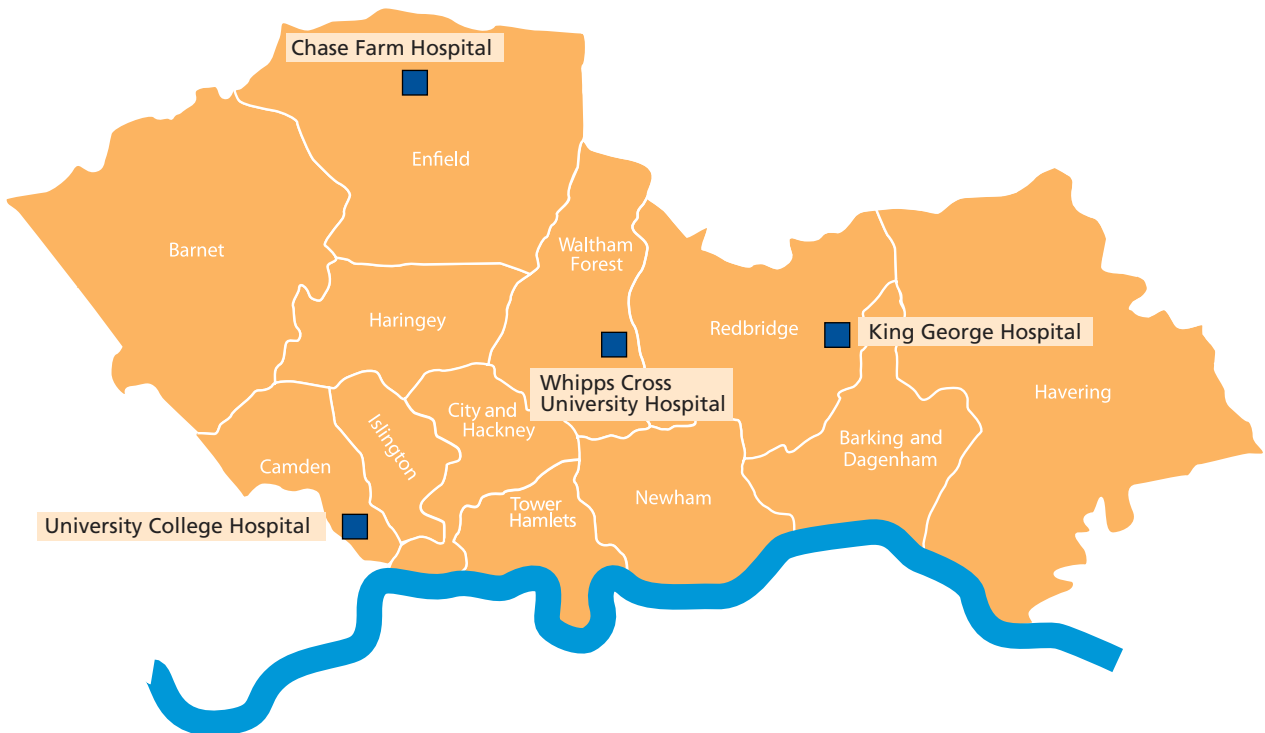 Chase Farm Hospital
Enfield
Barnet
Waltham
Forest
Haringey
Redbridge
King George Hospital
Whipps Cross
University Hospital
Havering
City and
Hackney
Islington
Barking and
Dagenham
Camden
Newham
Tower
Hamlets
University College Hospital